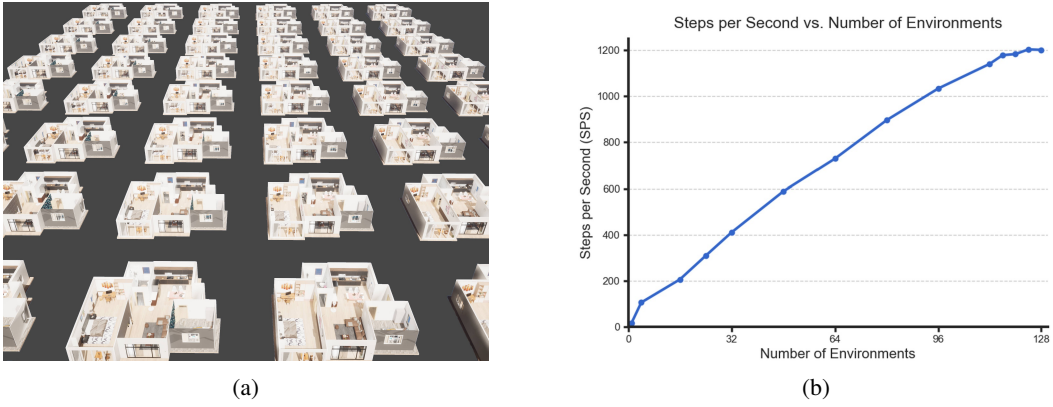 Steps per Second vs. Number of Environments
Steps per Second (SPS)
1200
1000
800
600
400
200
0
0 32 64 96 128
Number of Environments
(a) (b)